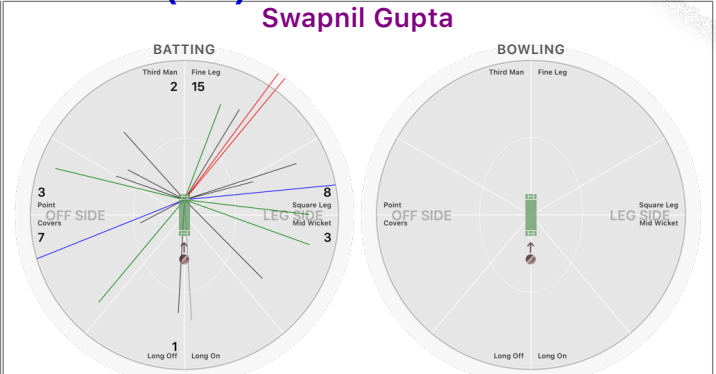 Swapnil Gupta
BATTING
Third Man Fine Leg
2 15
3 8
Point Square Leg
OFF SIDE LEG SIDE
Covers Mid Wicket
7 3
1
Long Off Long On
BOWLING
Third Man Fine Leg
Point Square Leg
OFF SIDE LEG SIDE
Covers Mid Wicket
Long Off Long On